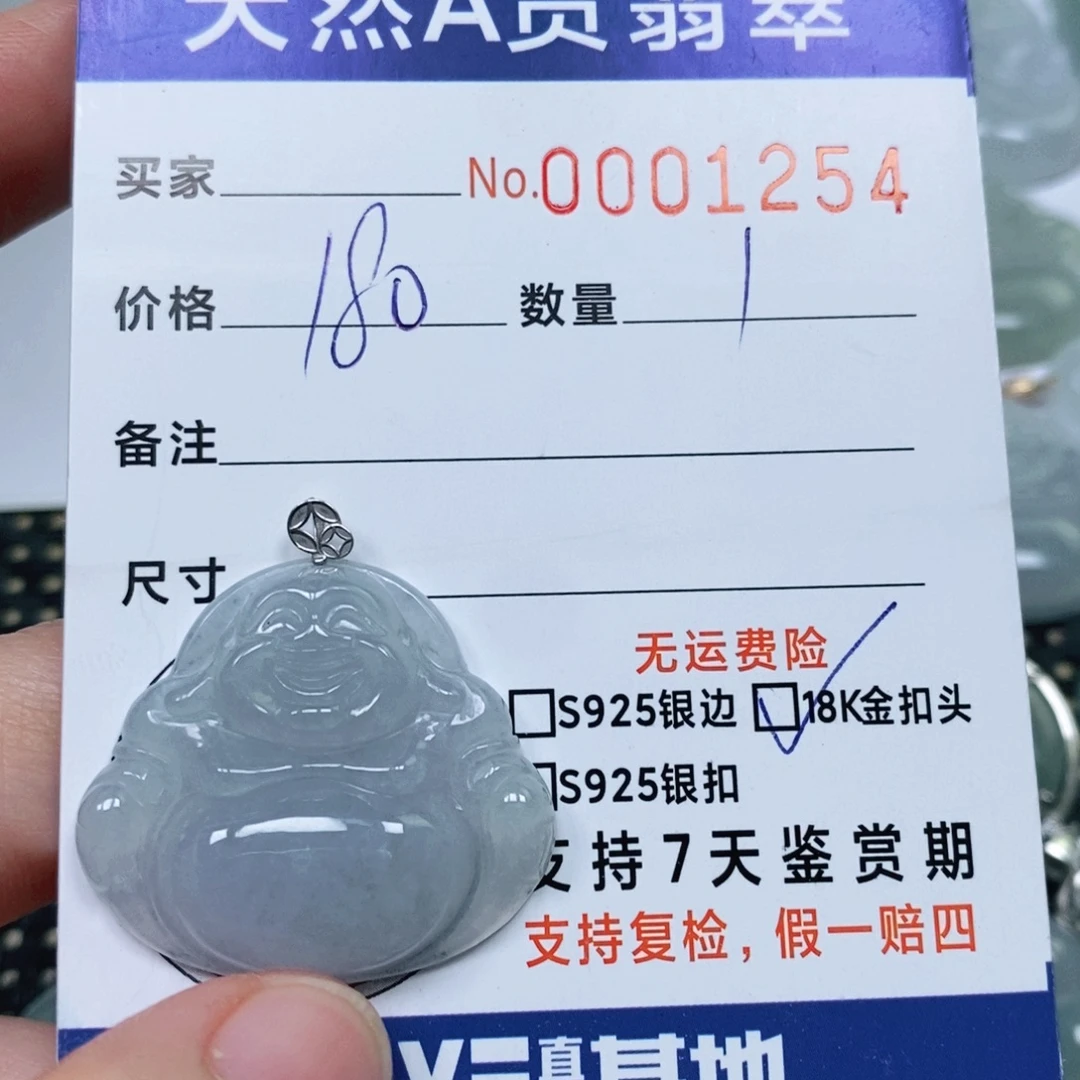 天然A货翡翠
买家 No.0001254
价格 180 数量 1
备注
尺寸
无运费险
S925银边 18K金扣头
S925银扣
支持7天鉴赏期
支持复检，假一赔四
基地